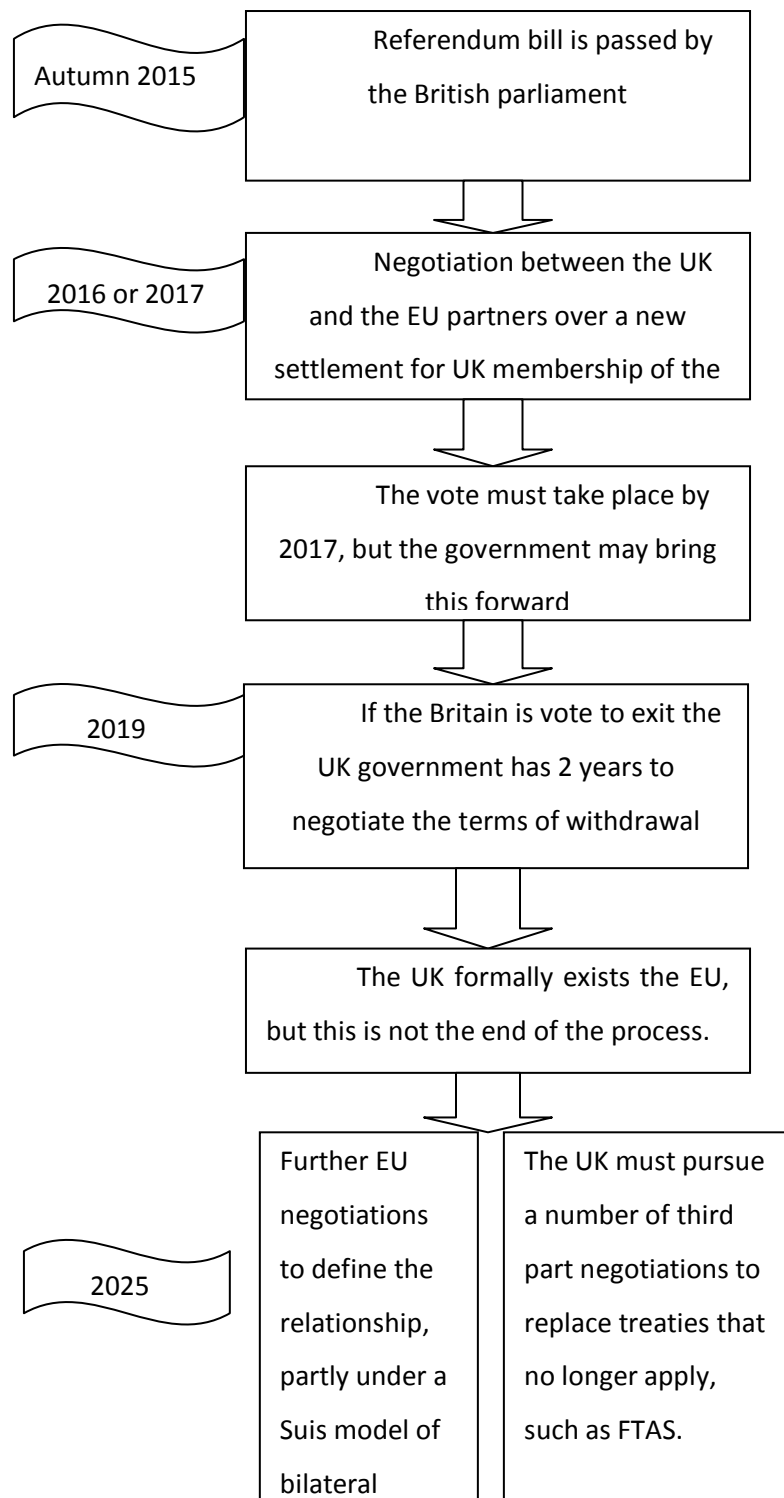 Autumn 2015
Referendum bill is passed by
the British parliament
2016 or 2017
Negotiation between the UK
and the EU partners over a new
settlement for UK membership of the
The vote must take place by
2017, but the government may bring
this forward
2019
If the Britain is vote to exit the
UK government has 2 years to
negotiate the terms of withdrawal
The UK formally exists the EU,
but this is not the end of the process.
2025
Further EU
negotiations
to define the
relationship,
partly under a
Suis model of
bilateral
The UK must pursue
a number of third
part negotiations to
replace treaties that
no longer apply,
such as FTAS.